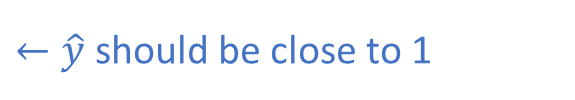 ← ŷ should be close to 1